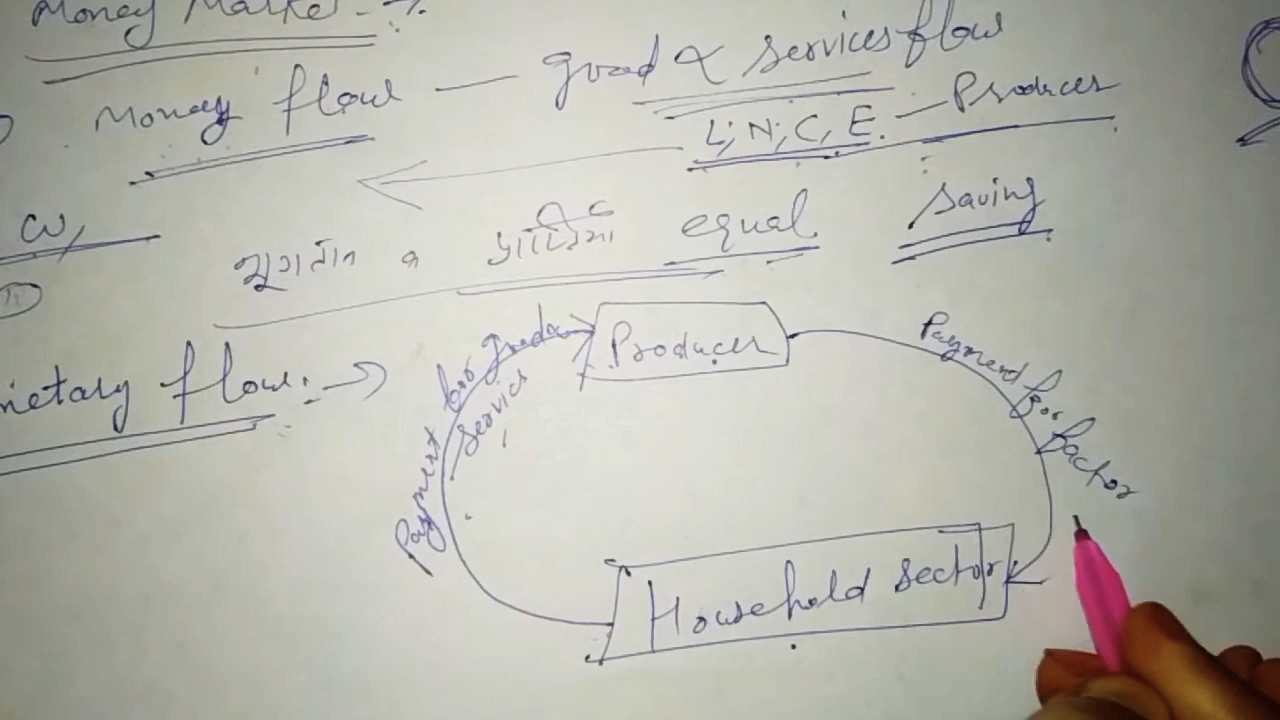 Money Market :-
Money flow — good & services flow
L, N, C, E. — Producer
भुगतान व प्राप्तियां equal saving
netary flow :→
Payment for goods
service
Producer
Payment for factor
Household sector